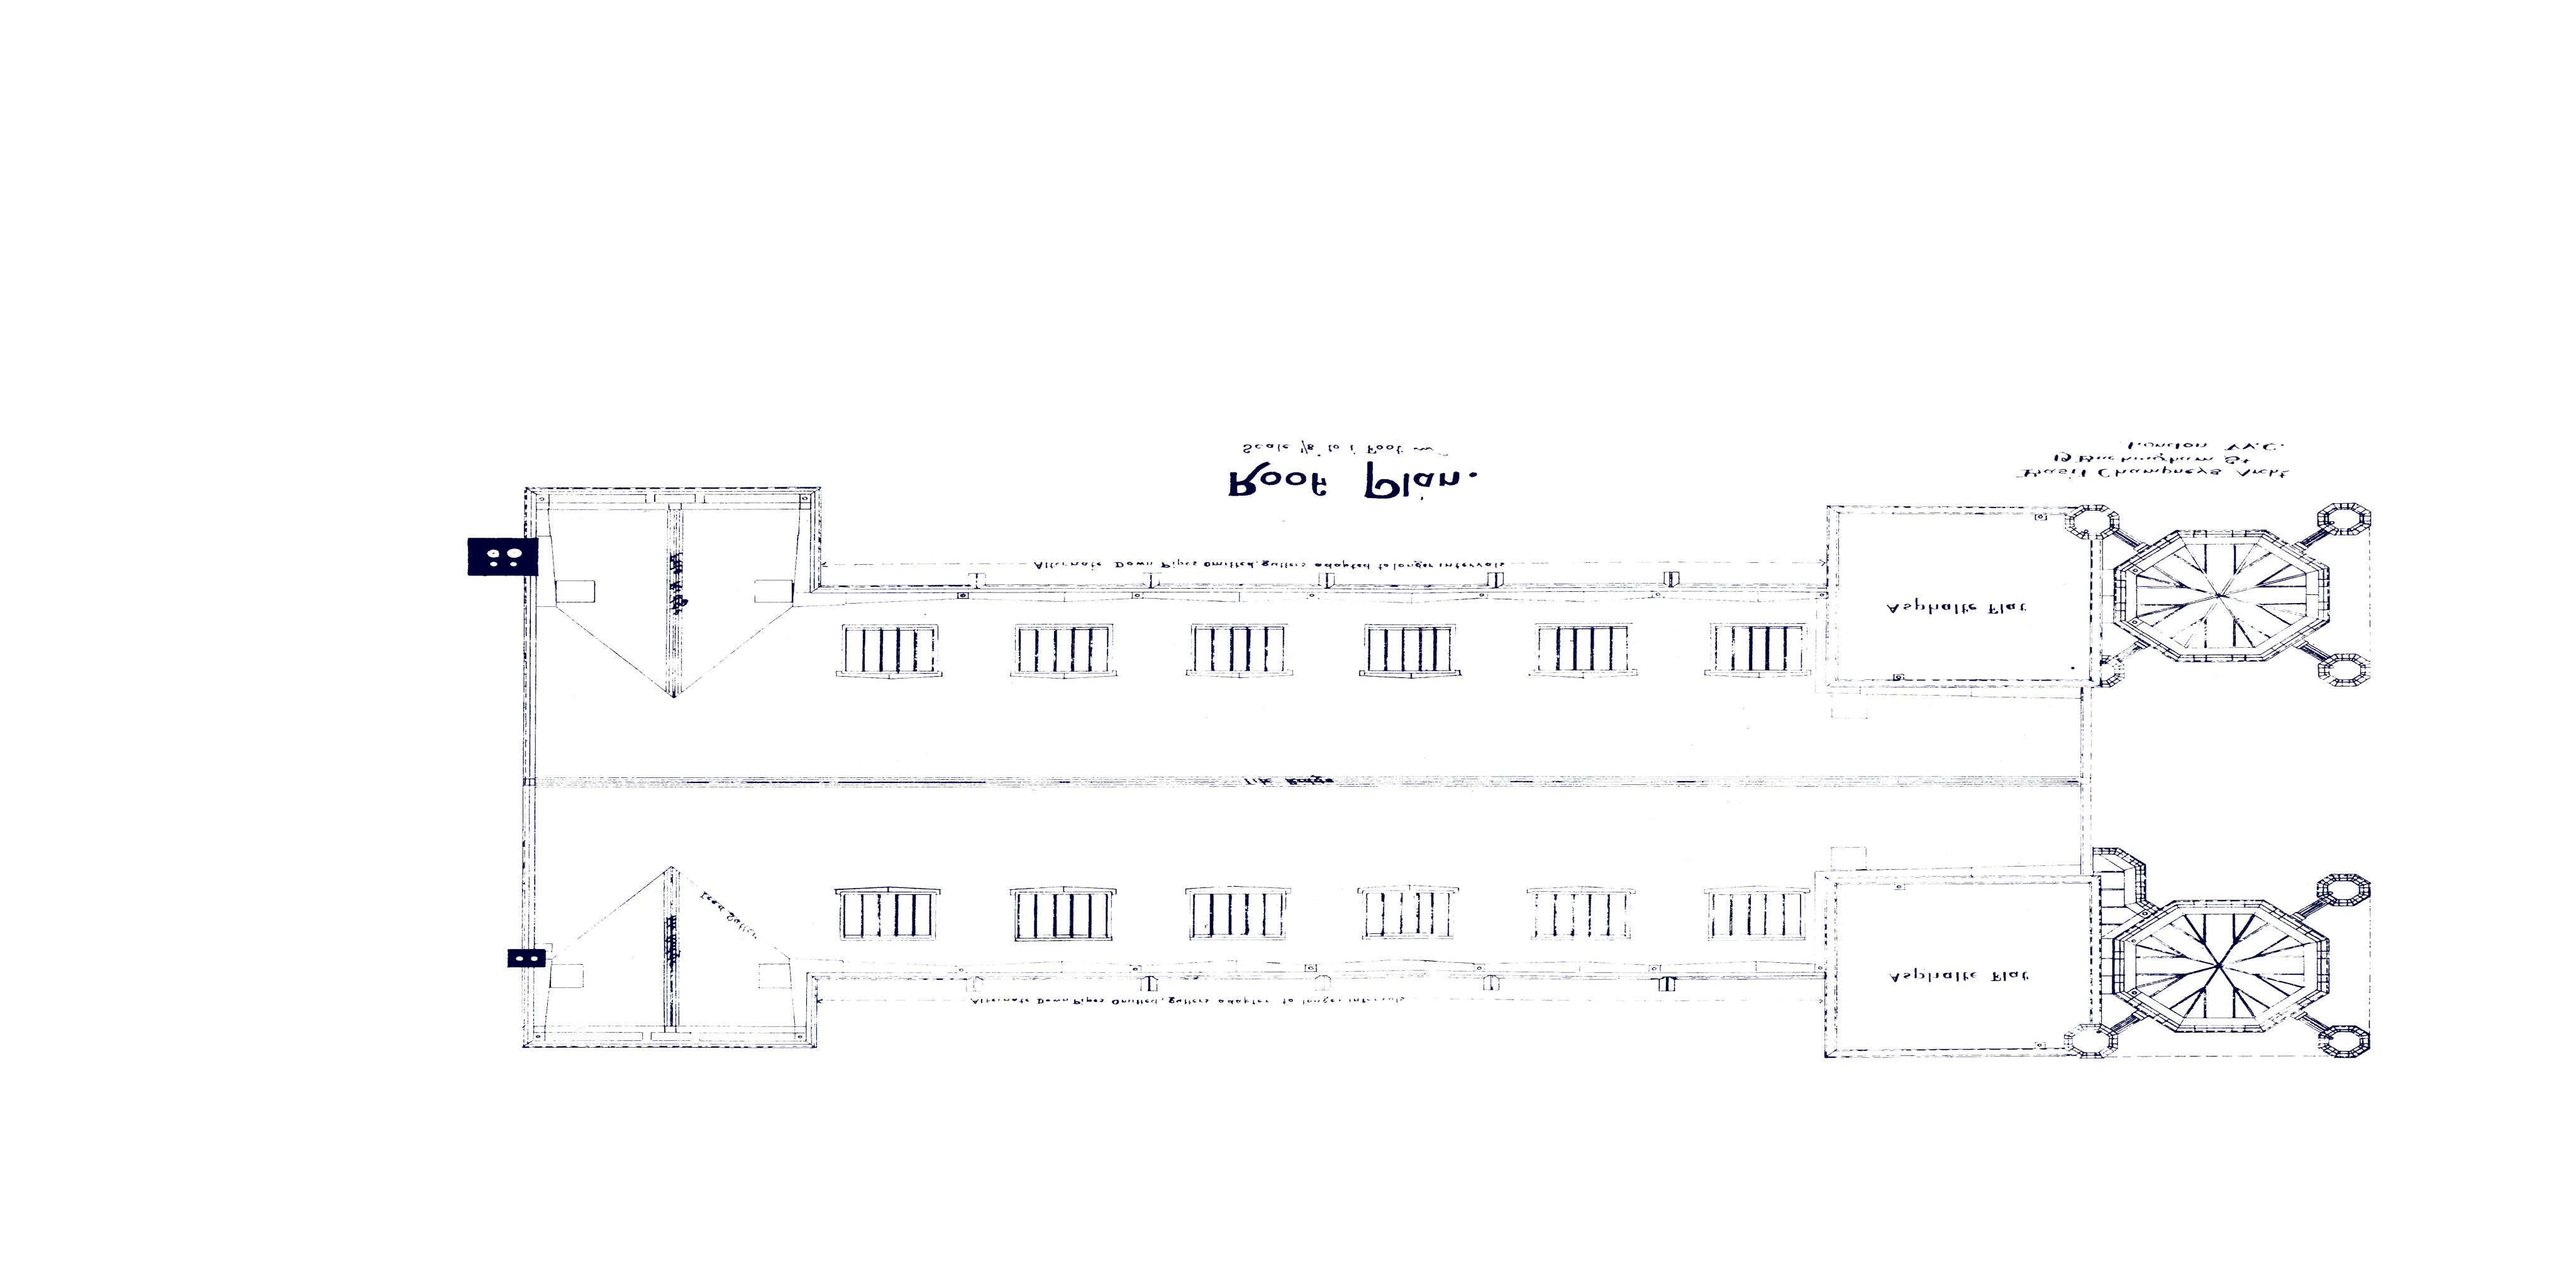 Alternate Down Pipes Omitted, gutters adapted to longer intervals
Asphalte Flat
Lead Gutter.
Tile Ridge
Asphalte Flat
Alternate Down Pipes Omitted, gutters adapted to longer intervals
Basil Champneys Archt
19 Buckingham St
London W.C.
Roof Plan.
Scale 1/8" to 1 Foot